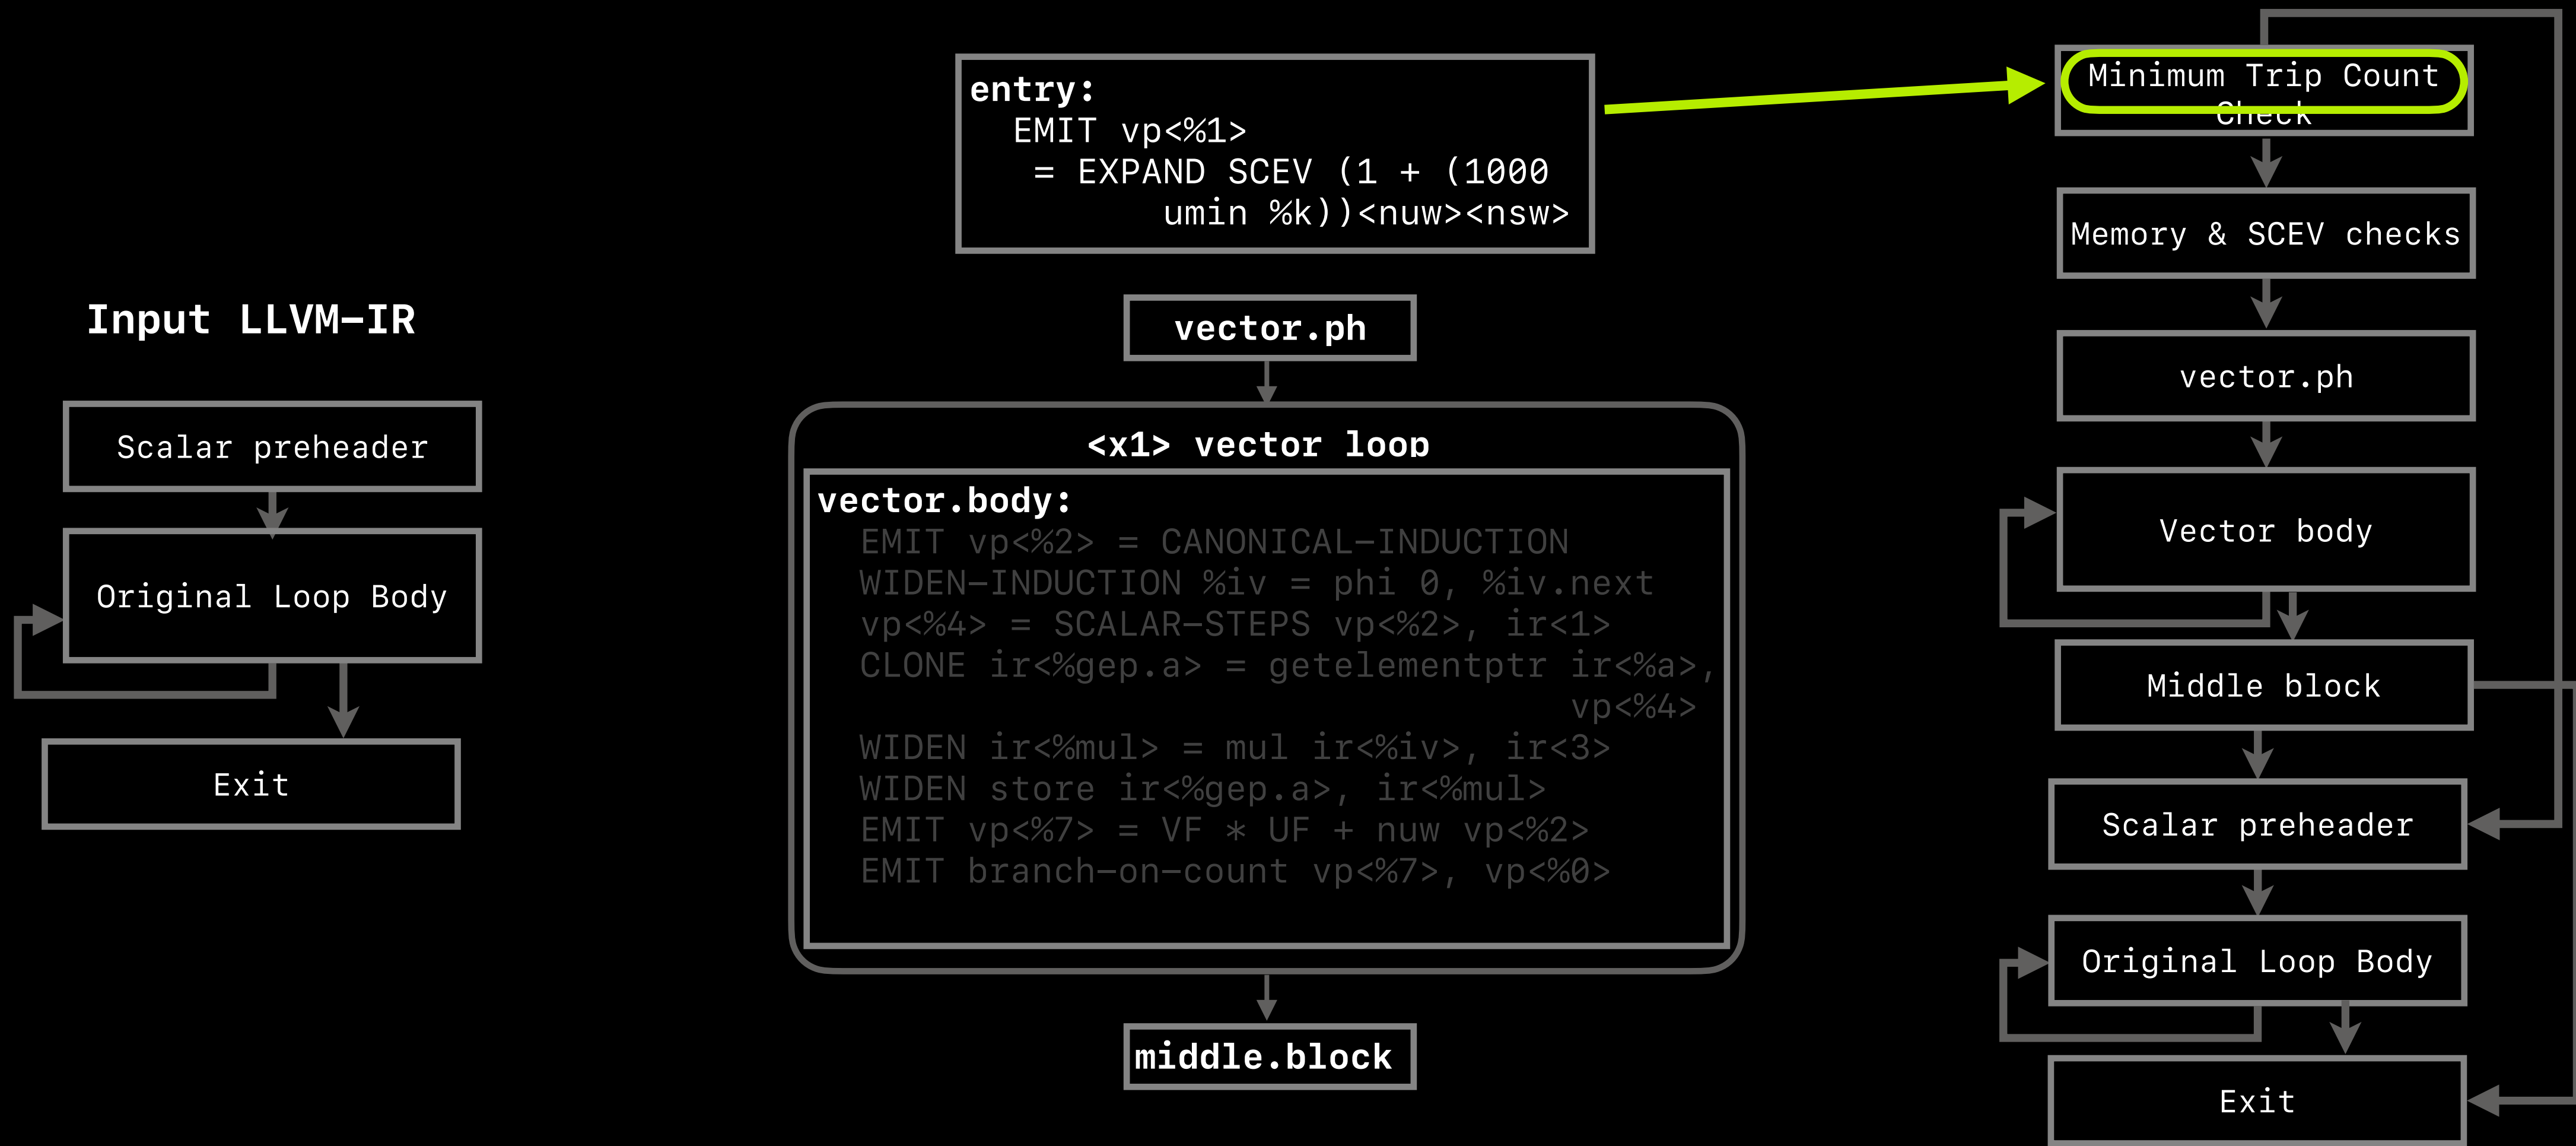 Input LLVM-IR
Scalar preheader
Original Loop Body
Exit
entry:
EMIT vp<%1>
= EXPAND SCEV (1 + (1000
umin %k))<nuw><nsw>
vector.ph
<x1> vector loop
vector.body:
EMIT vp<%2> = CANONICAL-INDUCTION
WIDEN-INDUCTION %iv = phi 0, %iv.next
vp<%4> = SCALAR-STEPS vp<%2>, ir<1>
CLONE ir<%gep.a> = getelementptr ir<%a>,
vp<%4>
WIDEN ir<%mul> = mul ir<%iv>, ir<3>
WIDEN store ir<%gep.a>, ir<%mul>
EMIT vp<%7> = VF * UF + nuw vp<%2>
EMIT branch-on-count vp<%7>, vp<%0>
middle.block
Minimum Trip Count
Check
Memory & SCEV checks
vector.ph
Vector body
Middle block
Scalar preheader
Original Loop Body
Exit